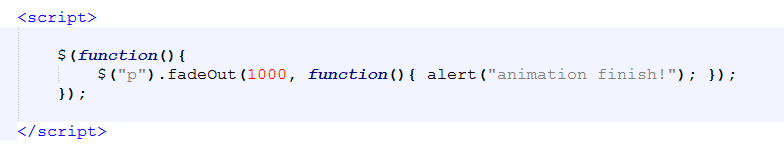 <script>
$(function(){
$("p").fadeOut(1000, function(){ alert("animation finish!"); });
});
</script>